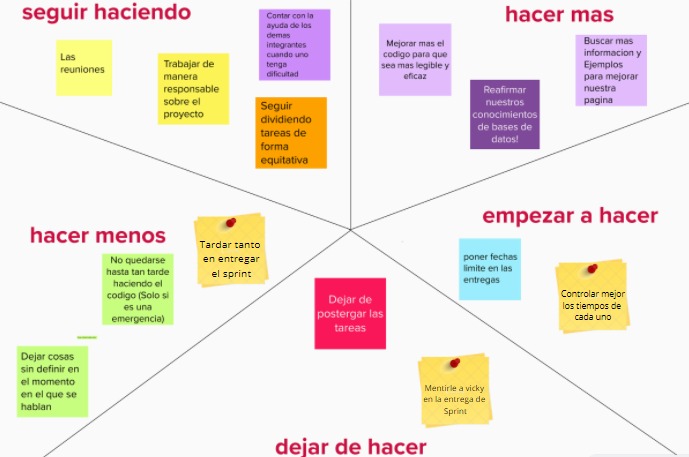 seguir haciendo
Las
reuniones
Trabajar de
manera
responsable
sobre el
proyecto
Contar con la
ayuda de los
demas
integrantes
cuando uno
tenga
dificultad
Seguir
dividiendo
tareas de
forma
equitativa
hacer mas
Mejorar mas el
codigo para que
sea mas legible y
eficaz
Reafirmar
nuestros
conocimientos
de bases de
datos!
Buscar mas
informacion y
Ejemplos
para mejorar
nuestra
pagina
hacer menos
Tardar tanto
en entregar
el sprint
No quedarse
hasta tan tarde
haciendo el
codigo (Solo si
es una
emergencia)
Dejar cosas
sin definir en
el momento
en el que se
hablan
empezar a hacer
poner fechas
limite en las
entregas
Controlar mejor
los tiempos de
cada uno
Dejar de
postergar las
tareas
Mentirle a vicky
en la entrega de
Sprint
dejar de hacer